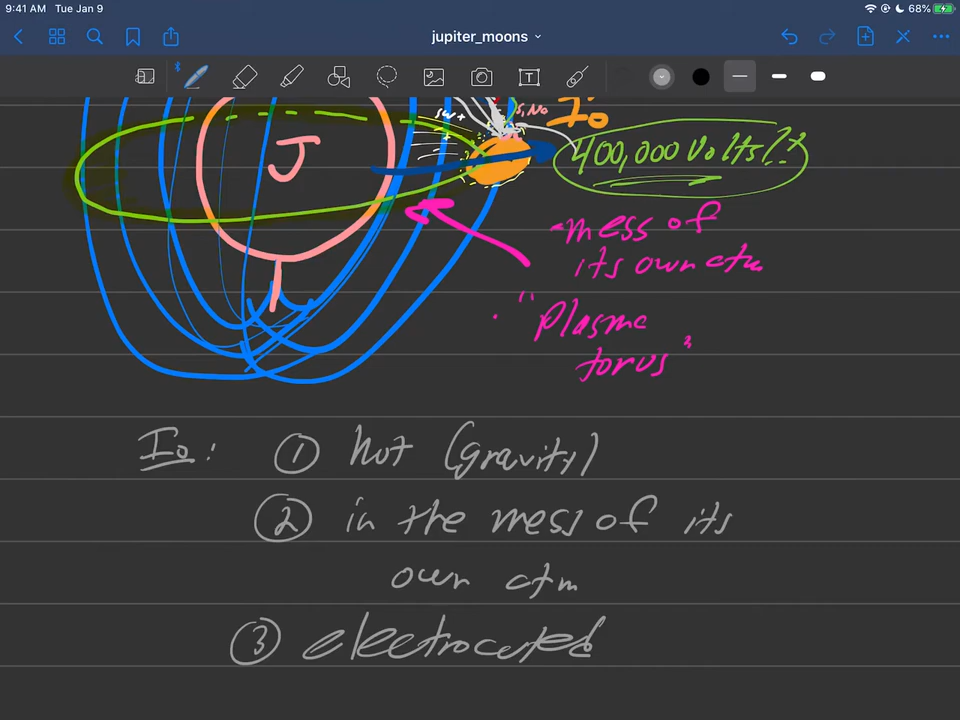 9:41 AM Tue Jan 9
68%
jupiter_moons
T
S, Na
Io
J
400,000 Volts!?
-mess of
its own atm
"Plasma
torus"
Io: ① hot (gravity)
② in the mess of its
own atm
③ electrocuted